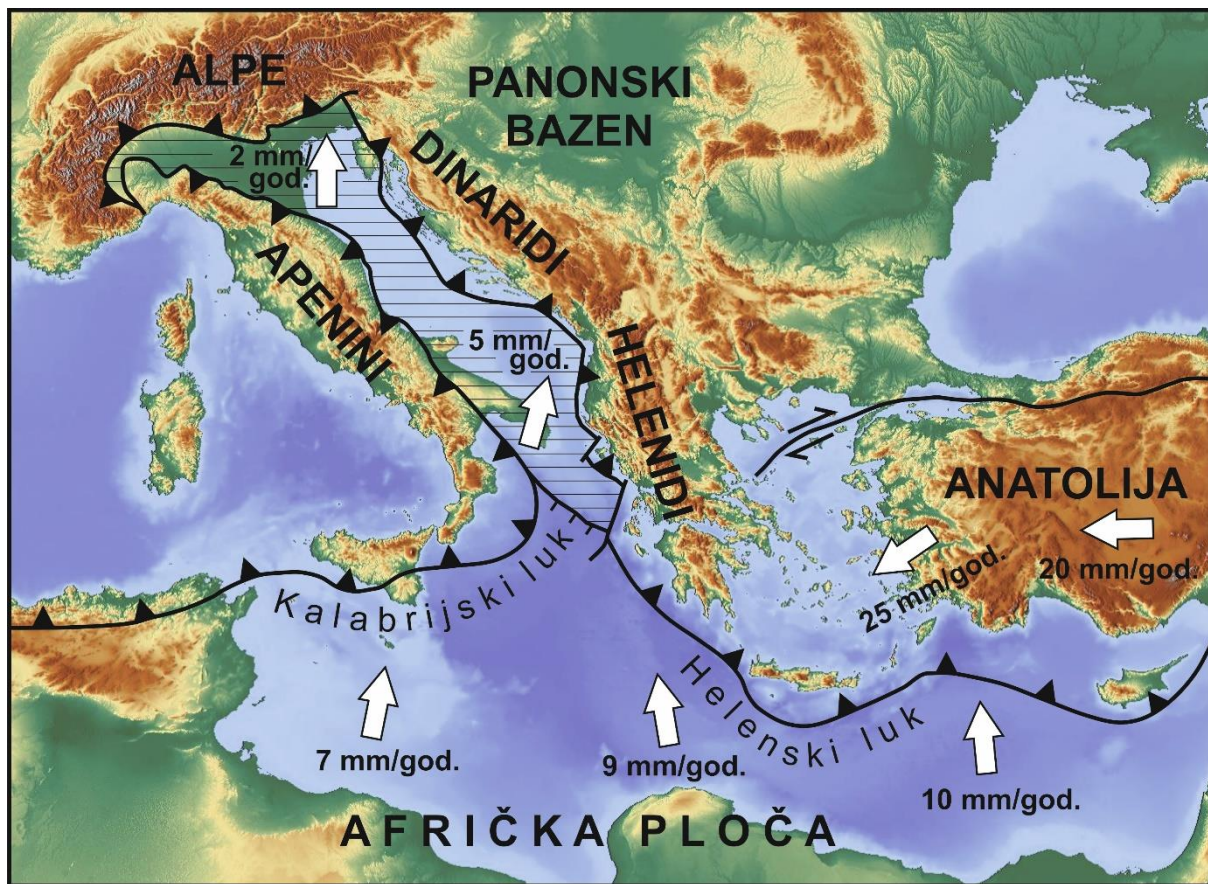 ALPE
PANONSKI
BAZEN
2 mm/
god.
DINARIDI
APENINI
5 mm/
god.
HELENIDI
ANATOLIJA
20 mm/god.
25 mm/god.
Kalabrijski luk
Helenski luk
7 mm/god.
9 mm/god.
10 mm/god.
AFRIČKA PLOČA